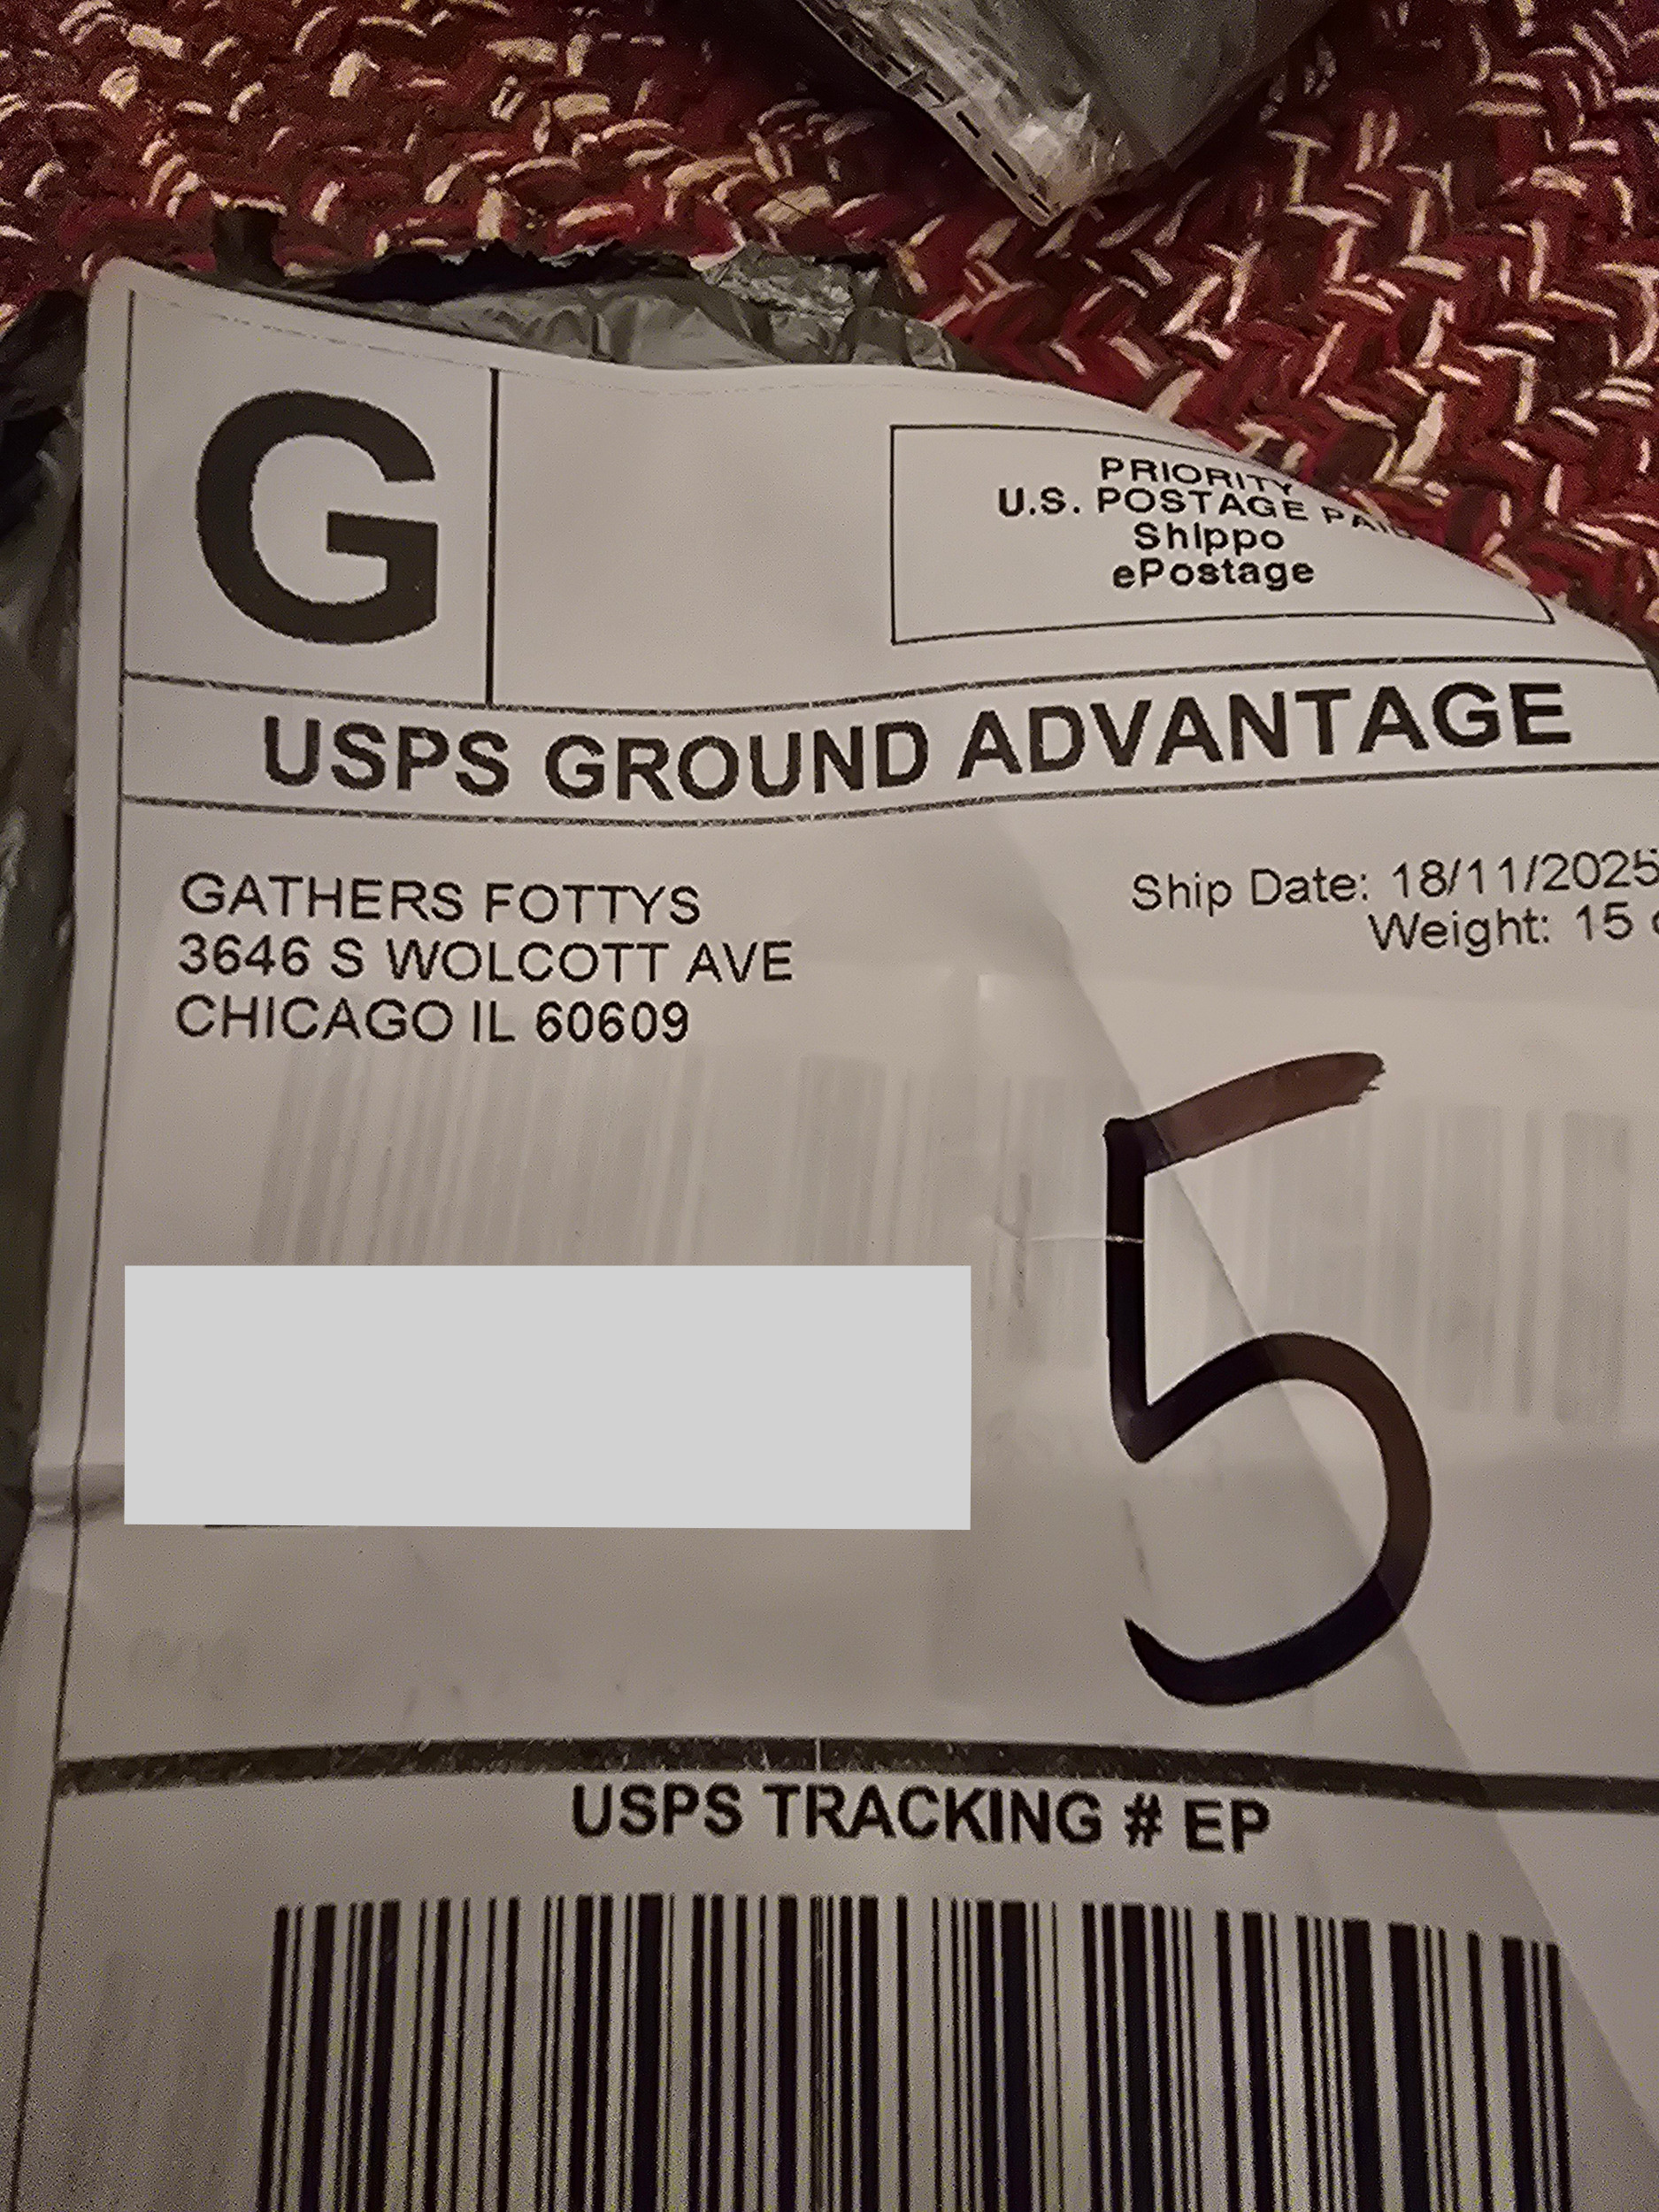 G
PRIORITY
U.S. POSTAGE PAID
Shippo
ePostage
USPS GROUND ADVANTAGE
GATHERS FOTTYS
3646 S WOLCOTT AVE
CHICAGO IL 60609
Ship Date: 18/11/2025
Weight: 15
5
USPS TRACKING # EP